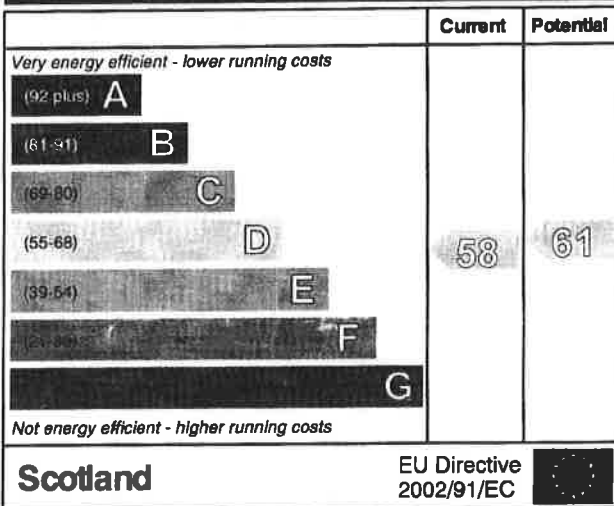 Current Potential
Very energy efficient - lower running costs
(92 plus) A
(81-91) B
(69-80) C
(55-68) D
58 61
(39-54) E
F
G
Not energy efficient - higher running costs
Scotland
EU Directive
2002/91/EC